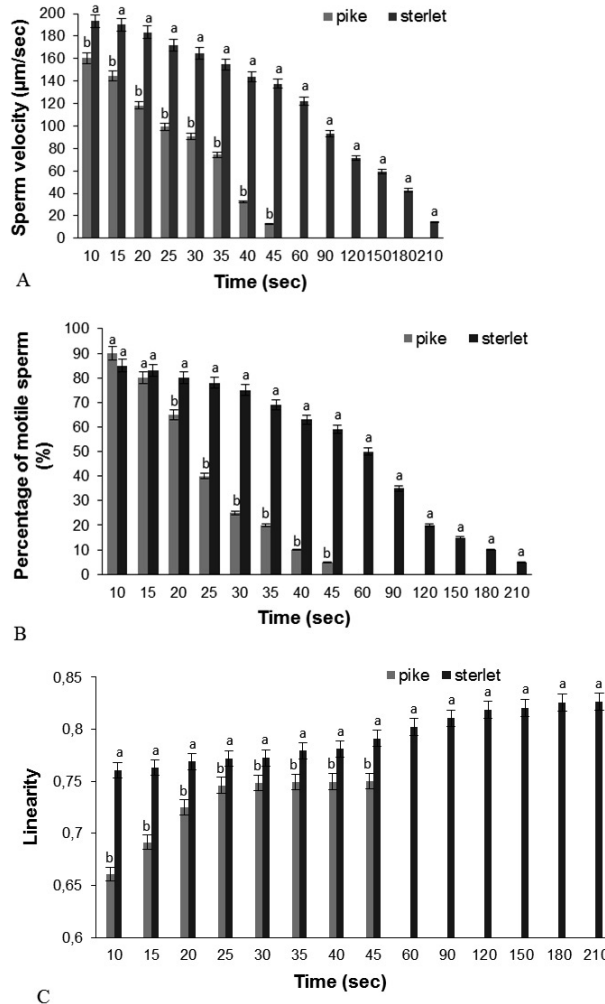 pike sterlet
200
180
160
140
120
100
80
60
40
20
0
Sperm velocity (µm/sec)
b a b a b a b a b a b a b a b a a a a a a a
10 15 20 25 30 35 40 45 60 90 120 150 180 210
Time (sec)
A
pike sterlet
100
90
80
70
60
50
40
30
20
10
0
Percentage of motile sperm
(%)
a a a a b a b a b a b a b a b a a a a a a a
10 15 20 25 30 35 40 45 60 90 120 150 180 210
Time (sec)
B
pike sterlet
0,85
0,8
0,75
0,7
0,65
0,6
Linearity
b a b a b a b a b a b a b a b a a a a a a a
10 15 20 25 30 35 40 45 60 90 120 150 180 210
Time (sec)
C